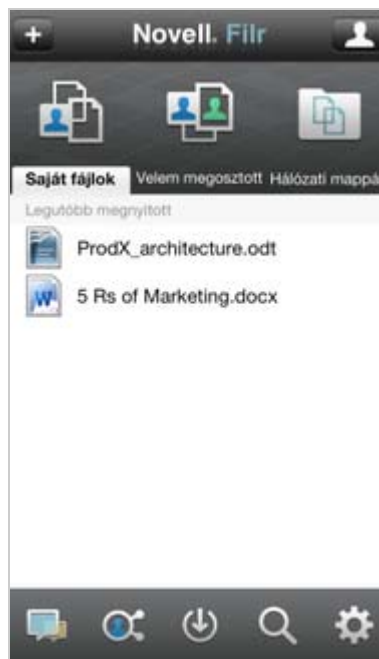 + Novell. Filr
Saját fájlok Velem megosztott Hálózati mappá
Legutóbb megnyitott
ProdX_architecture.odt
W 5 Rs of Marketing.docx